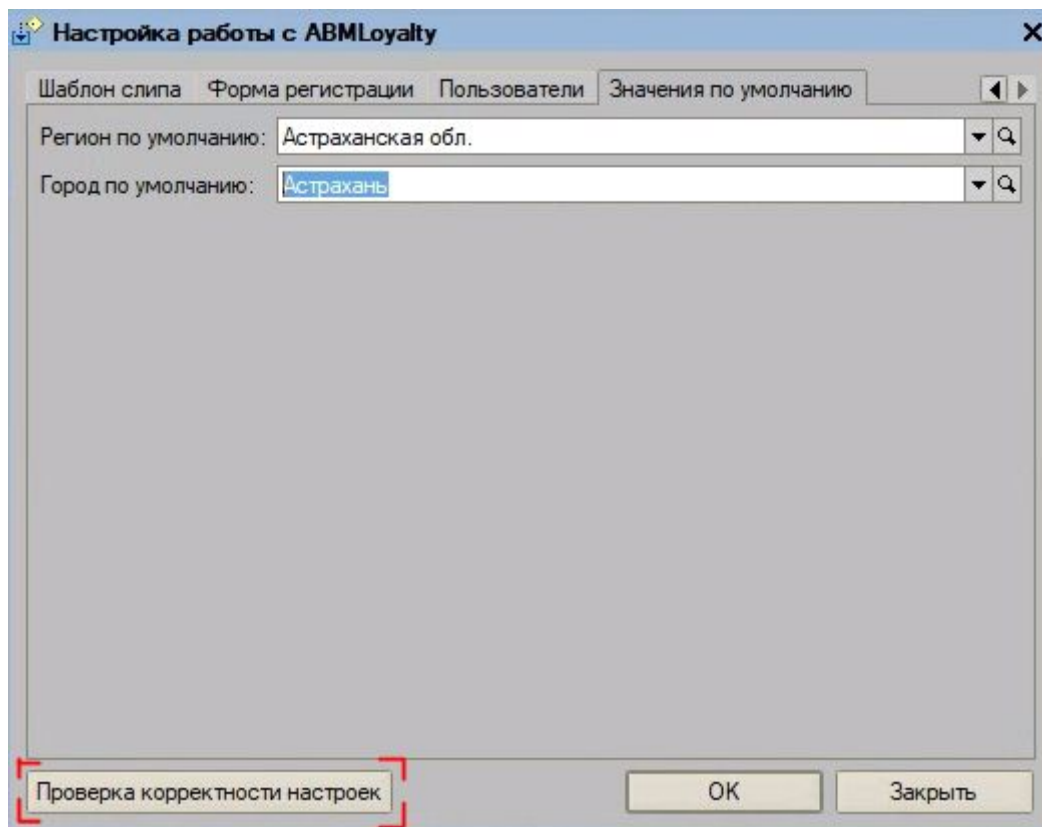 Настройка работы с ABMLoyalty
Шаблон слипа Форма регистрации Пользователи Значения по умолчанию
Регион по умолчанию: Астраханская обл.
Город по умолчанию: Астрахань
Проверка корректности настроек OK Закрыть